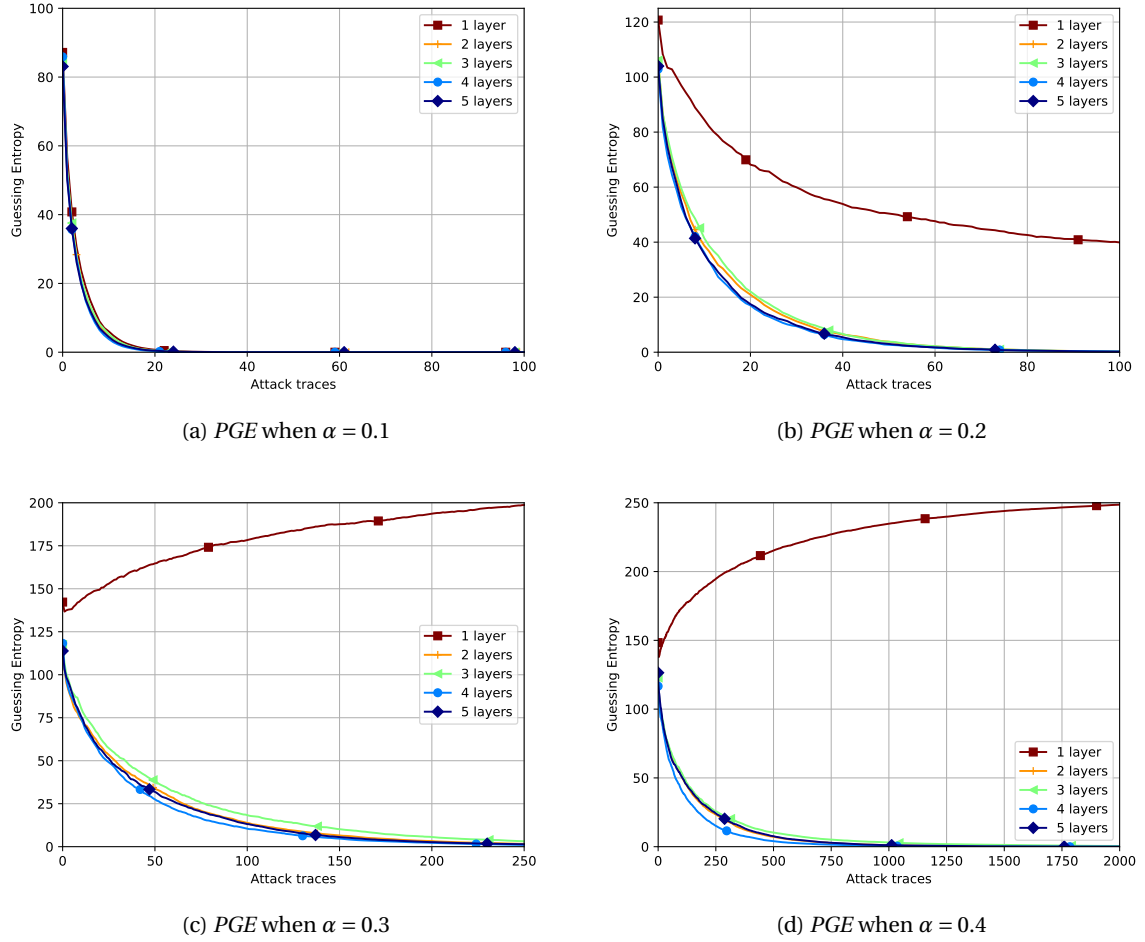 100
80
60
40
20
0
Guessing Entropy
0 20 40 60 80 100
Attack traces
1 layer
2 layers
3 layers
4 layers
5 layers
(a) PGE when α = 0.1
120
100
80
60
40
20
0
Guessing Entropy
0 20 40 60 80 100
Attack traces
1 layer
2 layers
3 layers
4 layers
5 layers
(b) PGE when α = 0.2
200
175
150
125
100
75
50
25
0
Guessing Entropy
0 50 100 150 200 250
Attack traces
1 layer
2 layers
3 layers
4 layers
5 layers
(c) PGE when α = 0.3
250
200
150
100
50
0
Guessing Entropy
0 250 500 750 1000 1250 1500 1750 2000
Attack traces
1 layer
2 layers
3 layers
4 layers
5 layers
(d) PGE when α = 0.4